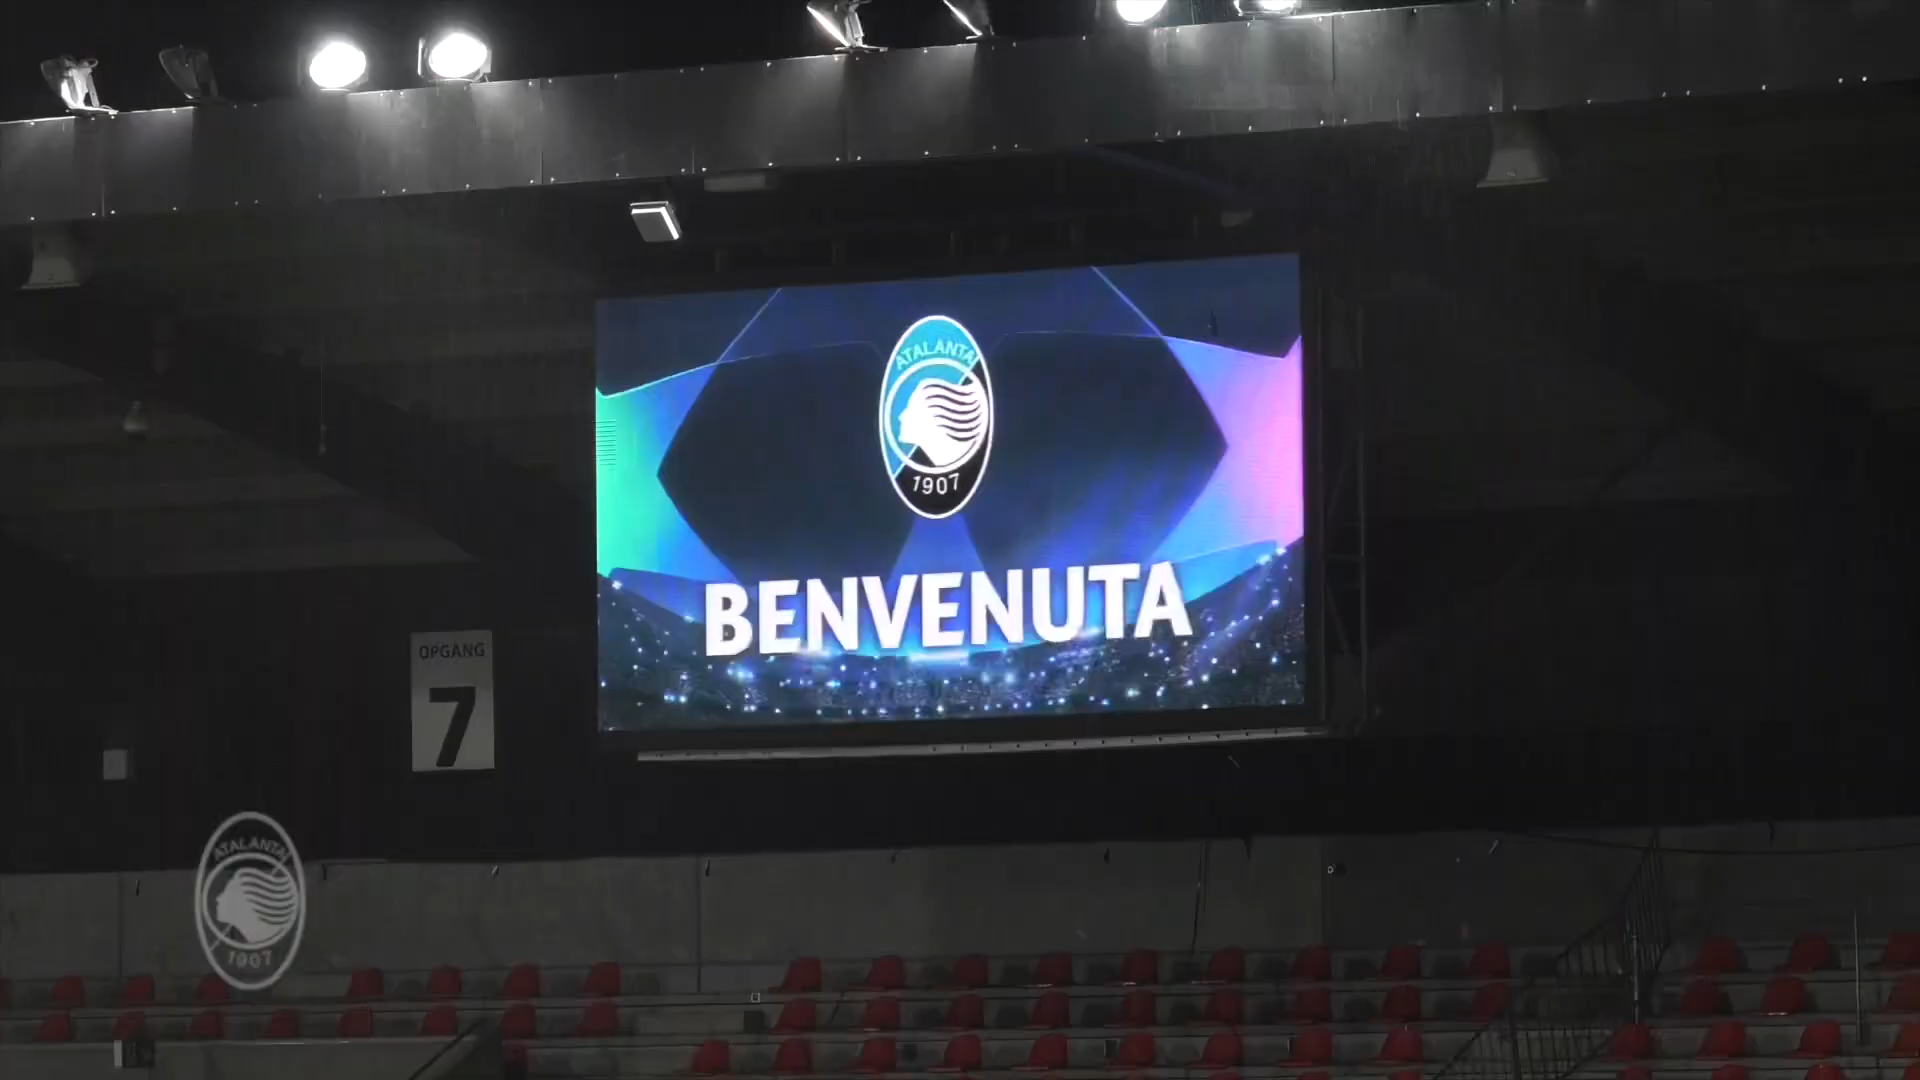 ATALANTA
1907
BENVENUTA
OPGANG
7
ATALANTA
1907